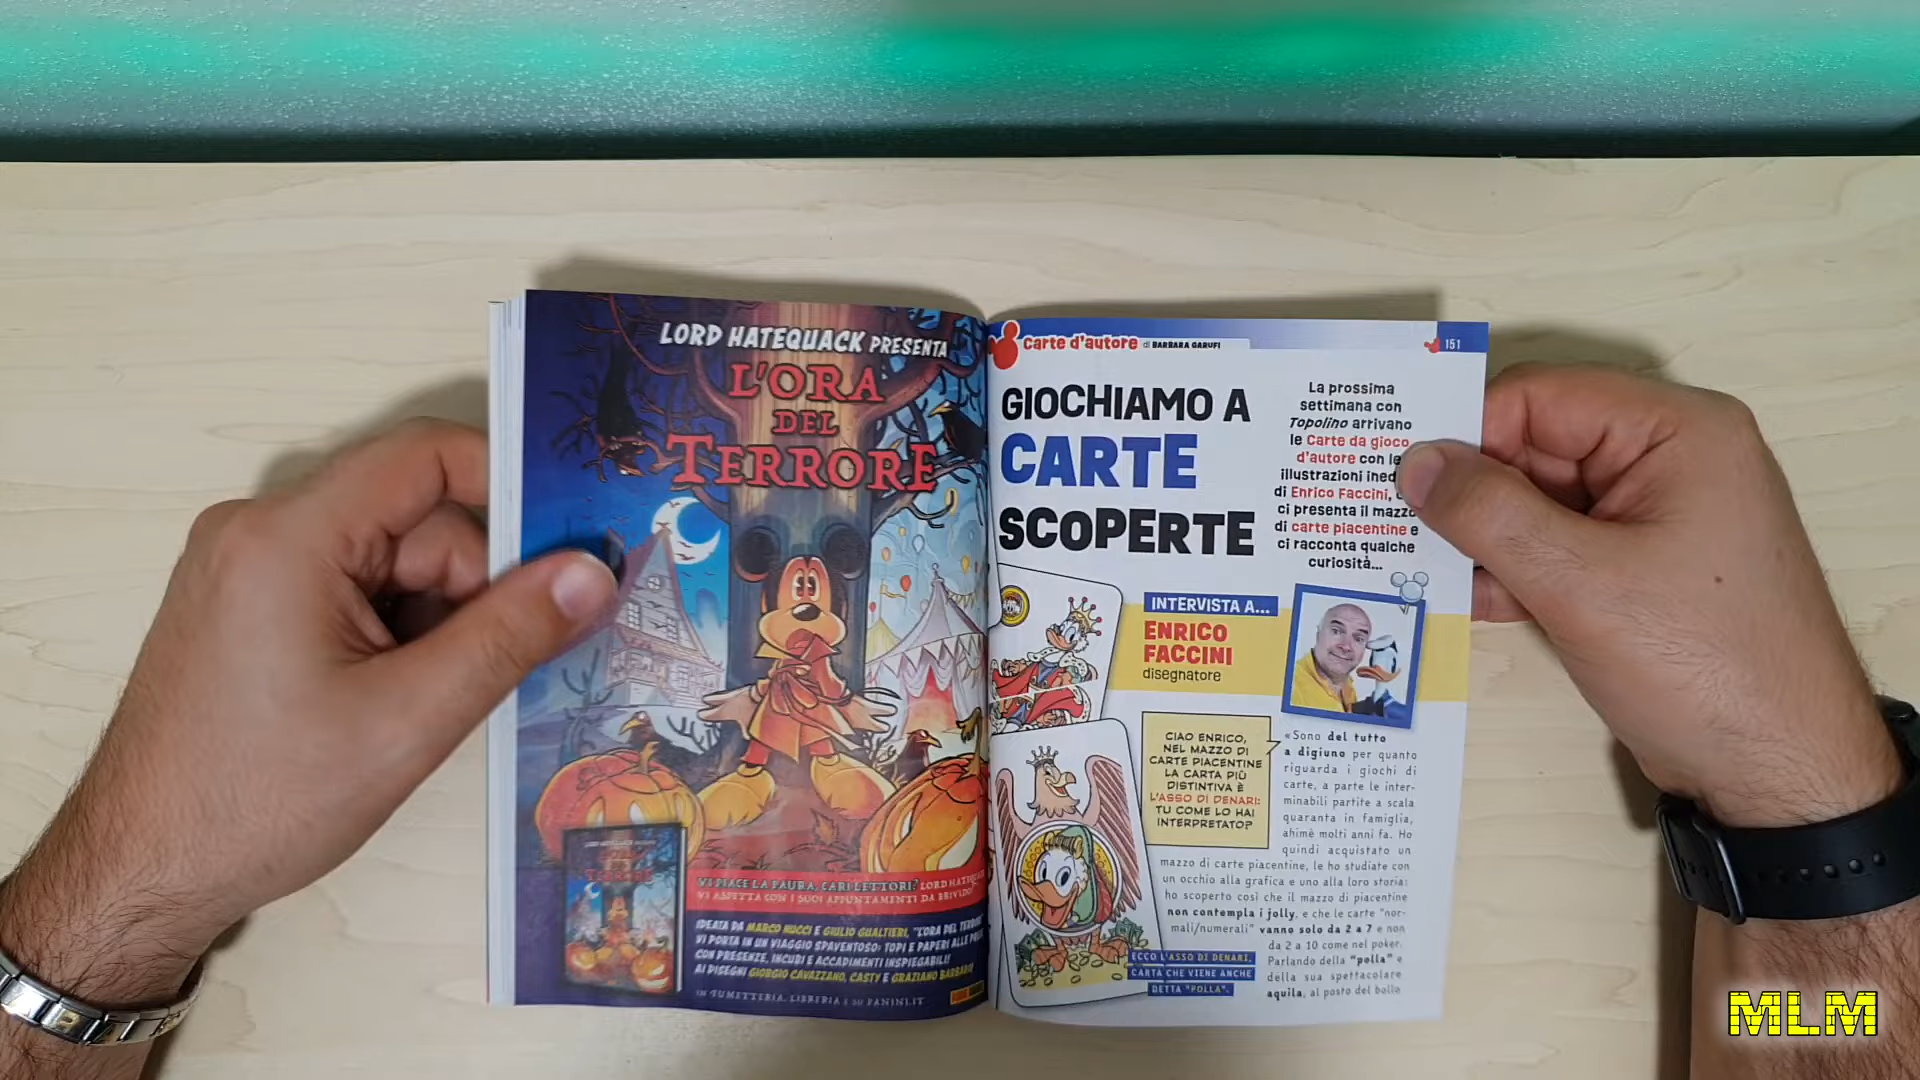 LORD HATEQUACK PRESENTA
L'ORA
DEL
TERRORE
VI PIACE LA PAURA, CARI LETTORI? LORD
VI ASPETTA CON I SUOI APPUNTAMENTI DA BRIVIDO
IDEATA DA MARCO NUCCI E GIULIO GUALTIERI, "L'ORA DEL TERRORE"
VI PORTA IN UN VIAGGIO SPAVENTOSO: TOPI E PAPERI ALLE
CON PRESENZE, INCUBI E ACCADIMENTI INSPIEGABILI!
AI DISEGNI GIORGIO CAVAZZANO, CASTY E GRAZIANO BARBARO
IN FUMETTERIA, LIBRERIA E SU PANINI.IT
Carte d'autore di BARBARA GARUFI
151
GIOCHIAMO A
CARTE
SCOPERTE
La prossima
settimana con
Topolino arrivano
le Carte da gioco
d'autore con le
illustrazioni
di Enrico Faccini,
ci presenta il mazzo
di carte piacentine e
ci racconta qualche
curiosità...
INTERVISTA A...
ENRICO
FACCINI
disegnatore
CIAO ENRICO,
NEL MAZZO DI
CARTE PIACENTINE
LA CARTA PIÙ
DISTINTIVA È
L'ASSO DI DENARI:
TU COME LO HAI
INTERPRETATO?
«Sono del tutto
a digiuno per quanto
riguarda i giochi di
carte, a parte le inter-
minabili partite a scala
quaranta in famiglia,
ahimè molti anni fa. Ho
quindi acquistato un
mazzo di carte piacentine, le ho studiate con
un occhio alla grafica e uno alla loro storia:
ho scoperto così che il mazzo di piacentine
non contempla i jolly, e che le carte "nor-
mali/numerali" vanno solo da 2 a 7 e non
da 2 a 10 come nel poker.
Parlando della "polla" e
della sua spettacolare
aquila, al posto del bollo
ECCO L'ASSO DI DENARI,
CARTA CHE VIENE ANCHE
DETTA "POLLA".
MLM